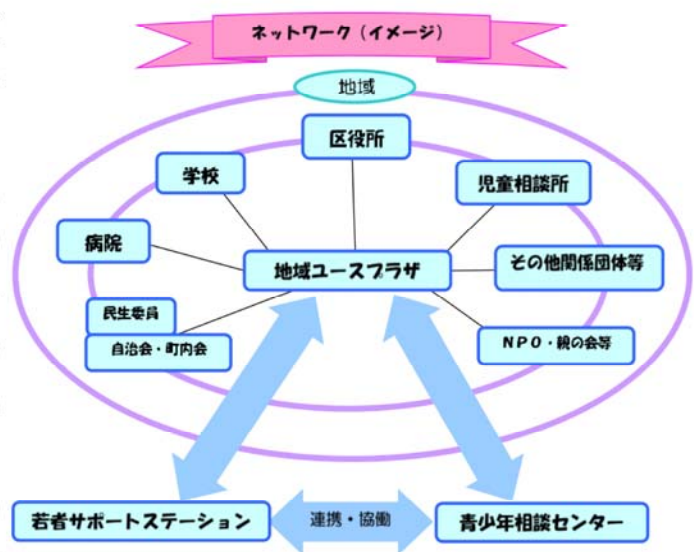 ネットワーク（イメージ）
地域
区役所
学校
児童相談所
病院
地域ユースプラザ
その他関係団体等
民生委員
自治会・町内会
ＮＰＯ・親の会等
若者サポートステーション
連携・協働
青少年相談センター